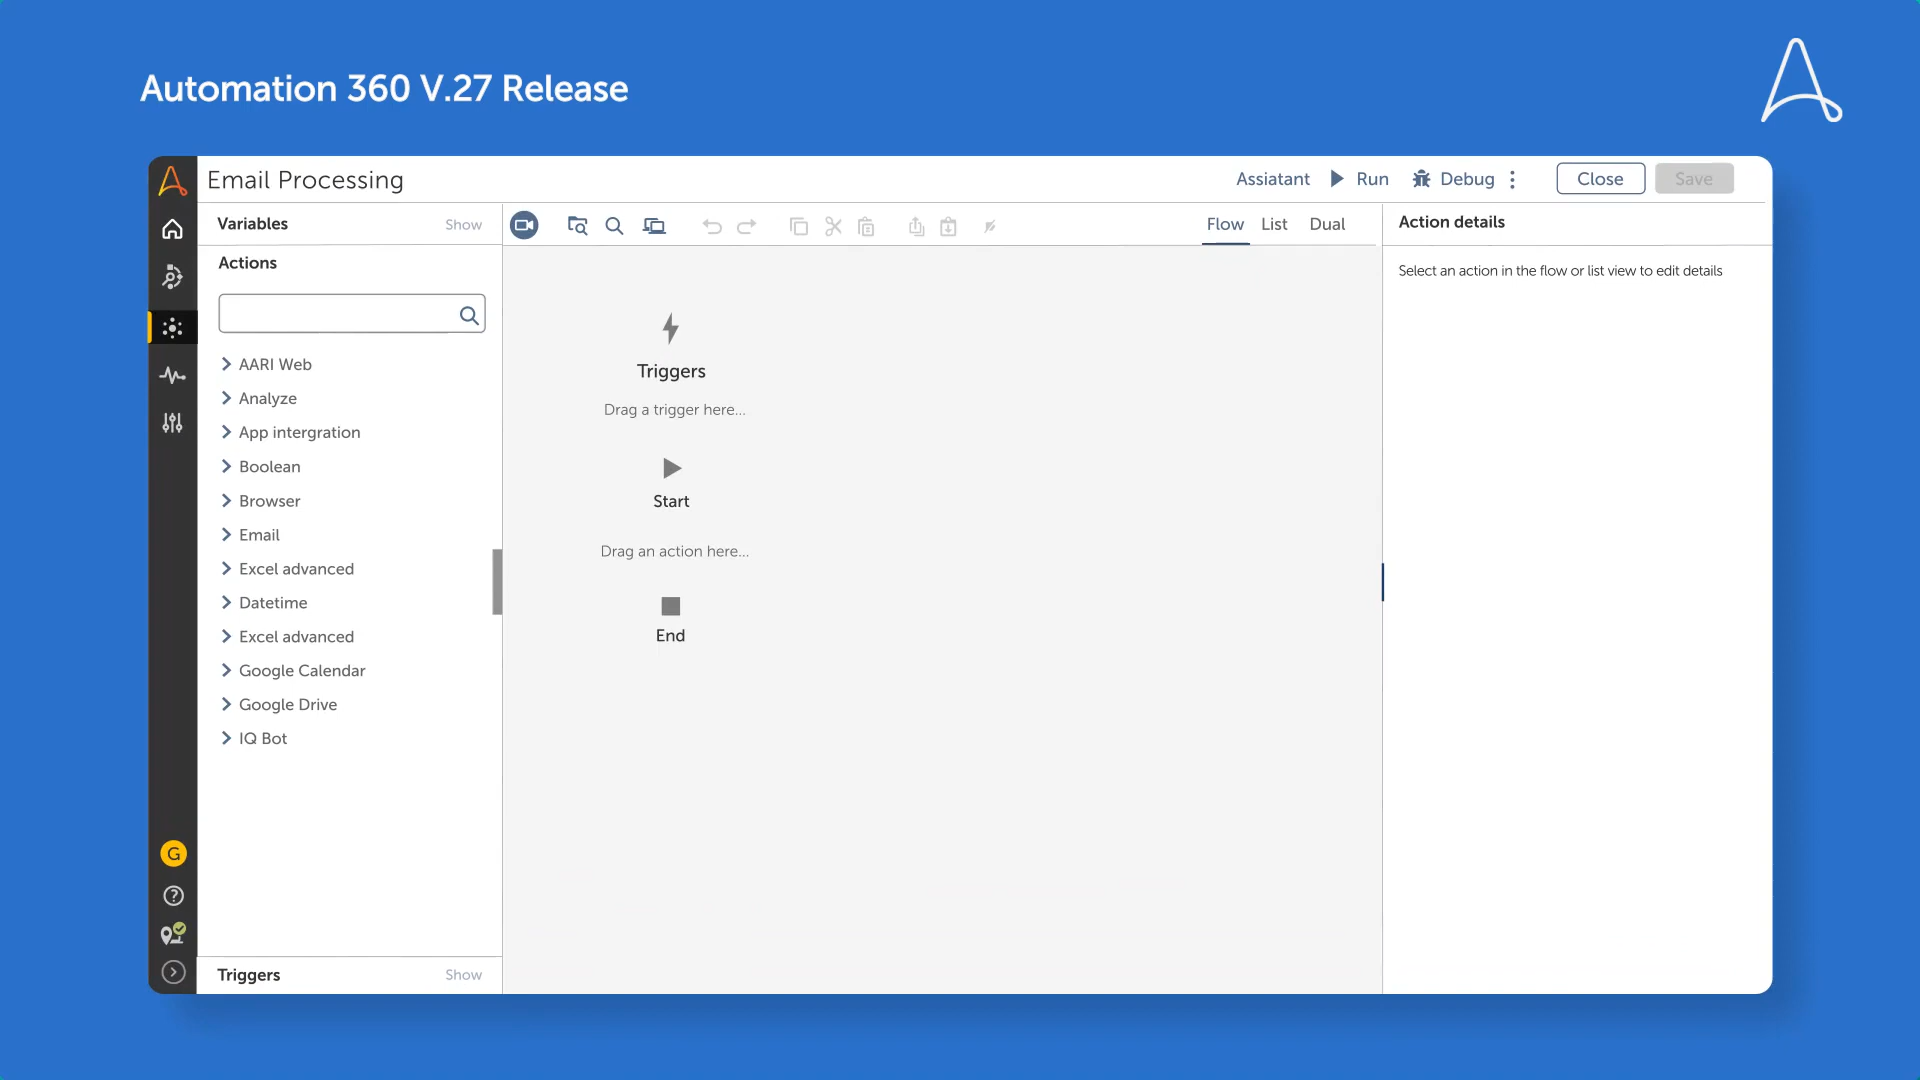 Automation 360 V.27 Release
Email Processing
Assiatant Run Debug Close Save
Variables Show
Flow List Dual
Action details
Actions
Select an action in the flow or list view to edit details
AARI Web
Analyze
App intergration
Boolean
Browser
Email
Excel advanced
Datetime
Excel advanced
Google Calendar
Google Drive
IQ Bot
Triggers
Drag a trigger here...
Start
Drag an action here...
End
G
?
Triggers Show